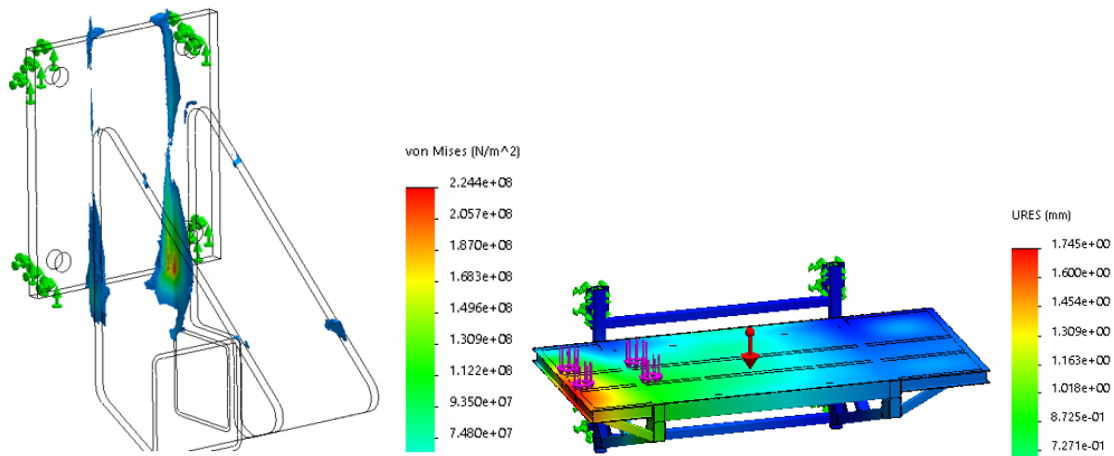 von Mises (N/m^2)
2.244e+08
2.057e+08
1.870e+08
1.683e+08
1.496e+08
1.309e+08
1.122e+08
9.350e+07
7.480e+07
URES (mm)
1.745e+00
1.600e+00
1.454e+00
1.309e+00
1.163e+00
1.018e+00
8.725e-01
7.271e-01